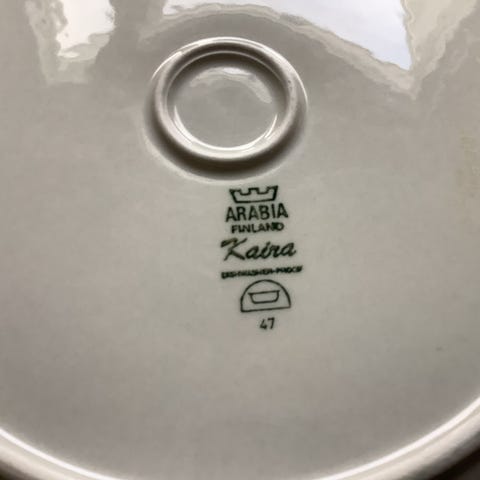 ARABIA
FINLAND
Kaira
DISHWASHER-PROOF
47